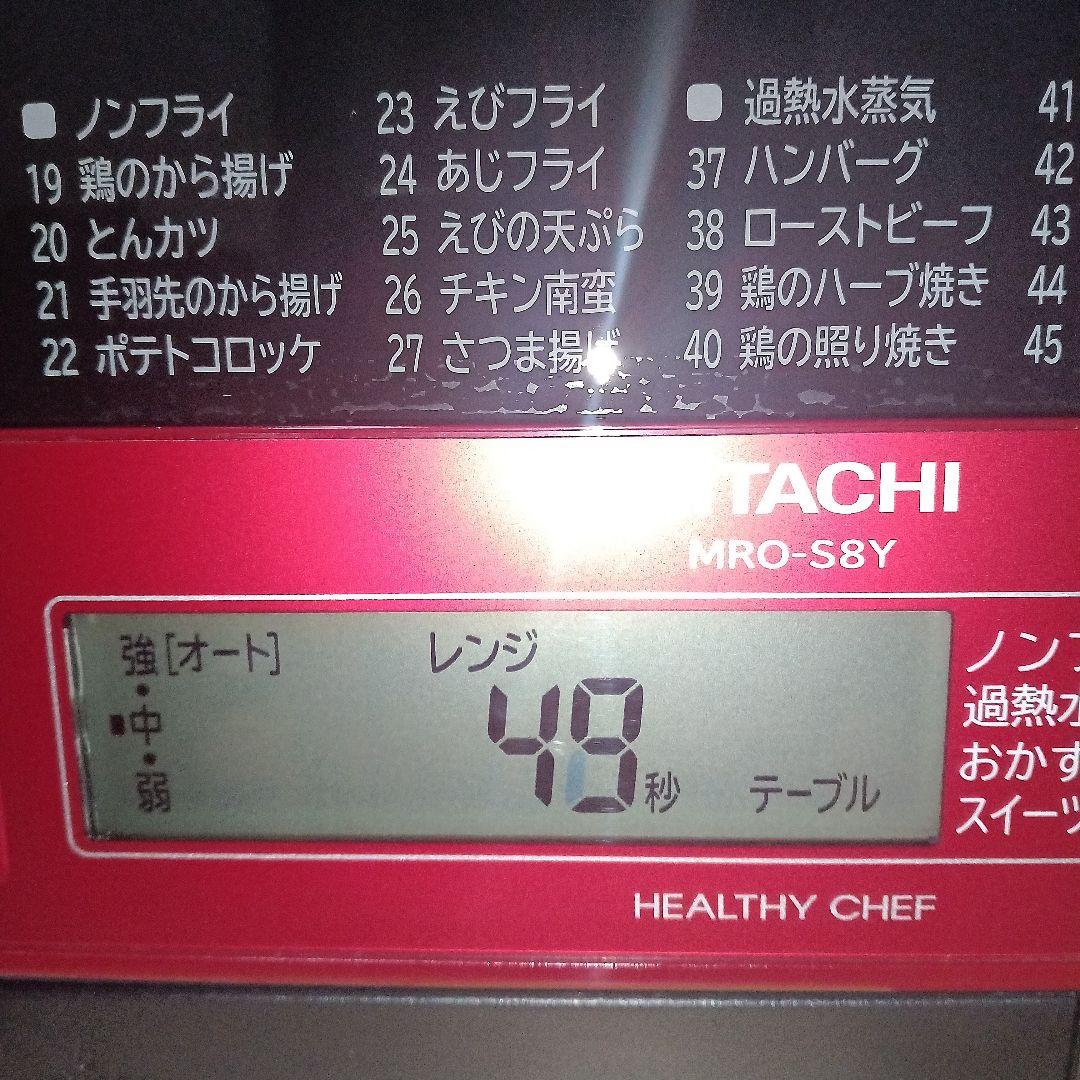 ノンフライ
19 鶏のから揚げ
20 とんカツ
21 手羽先のから揚げ
22 ポテトコロッケ
23 えびフライ
24 あじフライ
25 えびの天ぷら
26 チキン南蛮
27 さつま揚げ
過熱水蒸気
37 ハンバーグ
38 ローストビーフ
39 鶏のハーブ焼き
40 鶏の照り焼き
41
42
43
44
45
HITACHI
MRO-S8Y
強[オート]
中
弱
レンジ
秒
テーブル
ノンフ
過熱水
おかず
スイーツ
HEALTHY CHEF